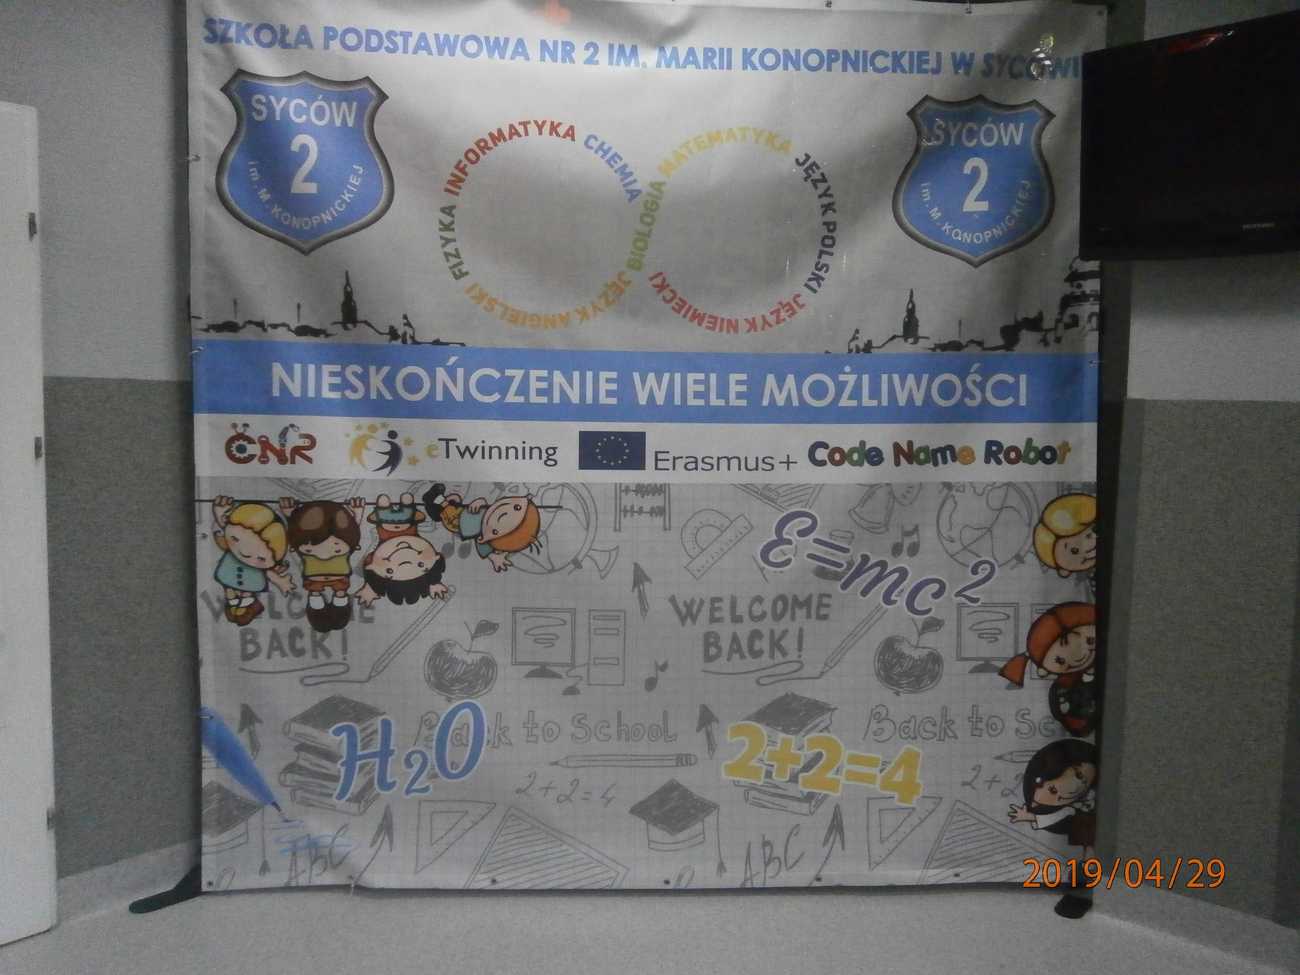 SZKOŁA PODSTAWOWA NR 2 IM. MARII KONOPNICKIEJ W SYCOWI
SYCÓW
2
im. M. KONOPNICKIEJ
FIZYKA INFORMATYKA CHEMIA
BIOLOGIA MATEMATYKA
JĘZYK POLSKI
JĘZYK NIEMIECKI
JĘZYK ANGIELSKI
SYCÓW
2
im. M. KONOPNICKIEJ
NIESKOŃCZENIE WIELE MOŻLIWOŚCI
CNR
eTwinning
Erasmus+
Code Name Robot
E=mc²
WELCOME
BACK!
WELCOME
BACK!
H₂O
Back to School
2+2=4
Back to Sc
2+2=4
2+2
ABC
ABC
2019/04/29